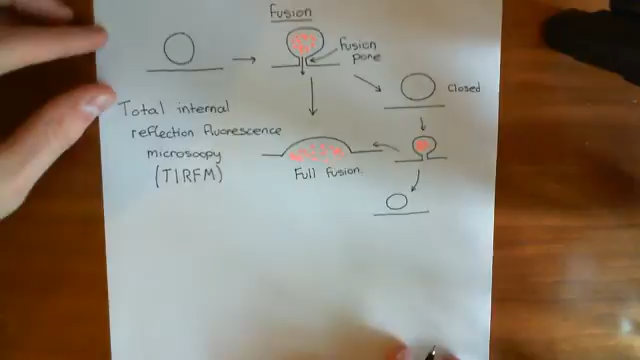 Fusion
Fusion
pore
Closed
Total internal
reflection fluorescence
microscopy
(TIRFM)
Full fusion.